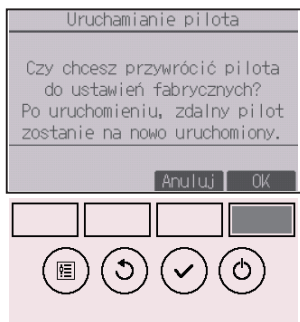 Uruchamianie pilota
Czy chcesz przywrócić pilota
do ustawień fabrycznych?
Po uruchomieniu, zdalny pilot
zostanie na nowo uruchomiony.
Anuluj OK